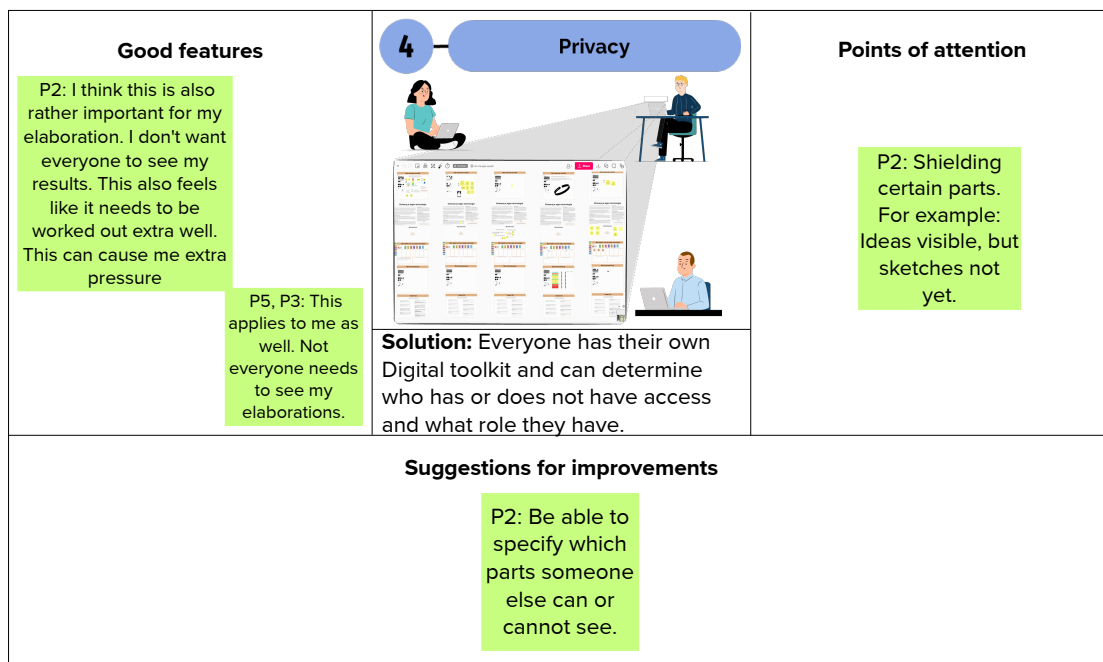 Good features
P2: I think this is also
rather important for my
elaboration. I don't want
everyone to see my
results. This also feels
like it needs to be
worked out extra well.
This can cause me extra
pressure
P5, P3: This
applies to me as
well. Not
everyone needs
to see my
elaborations.
4
Privacy
Share
Solution: Everyone has their own
Digital toolkit and can determine
who has or does not have access
and what role they have.
Points of attention
P2: Shielding
certain parts.
For example:
Ideas visible, but
sketches not
yet.
Suggestions for improvements
P2: Be able to
specify which
parts someone
else can or
cannot see.